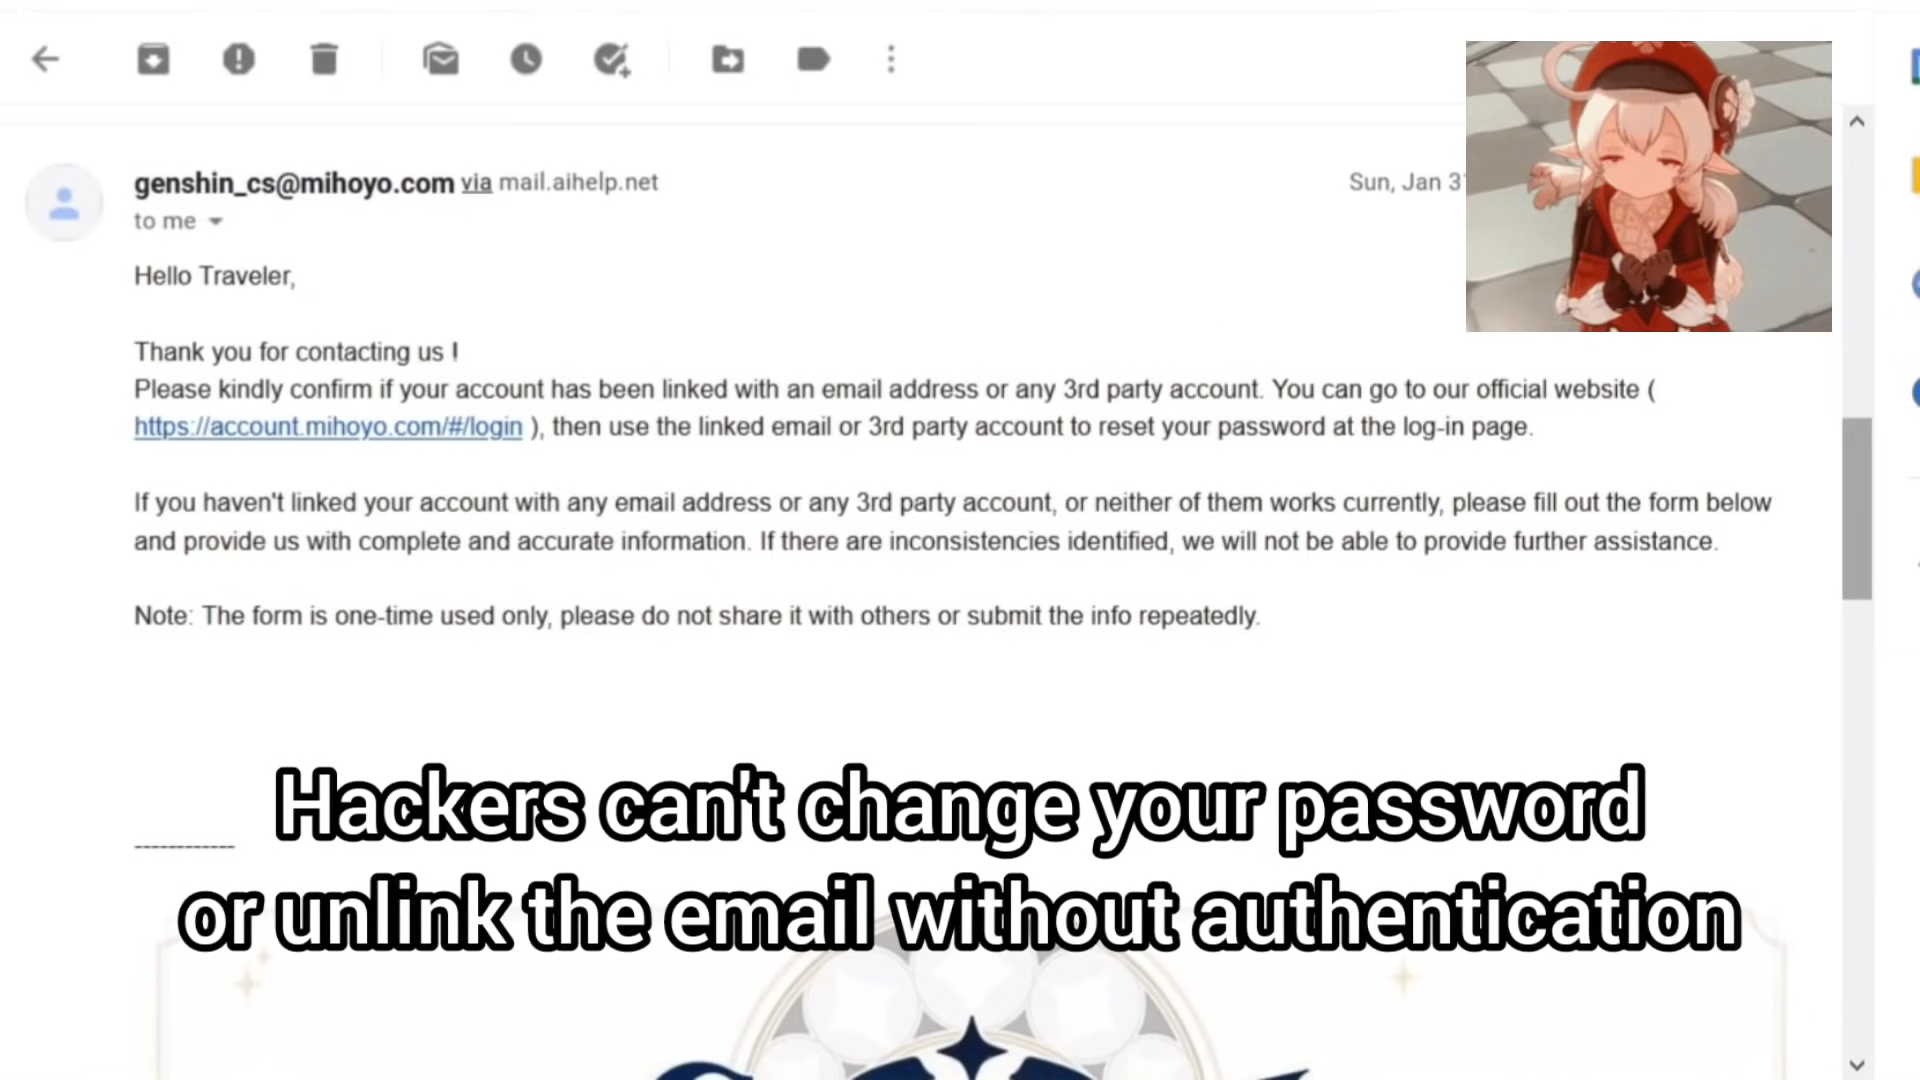 genshin_cs@mihoyo.com via mail.aihelp.net
Sun, Jan 3
to me
Hello Traveler,
Thank you for contacting us !
Please kindly confirm if your account has been linked with an email address or any 3rd party account. You can go to our official website (
https://account.mihoyo.com/#/login ), then use the linked email or 3rd party account to reset your password at the log-in page.
If you haven't linked your account with any email address or any 3rd party account, or neither of them works currently, please fill out the form below
and provide us with complete and accurate information. If there are inconsistencies identified, we will not be able to provide further assistance.
Note: The form is one-time used only, please do not share it with others or submit the info repeatedly.
------------
Hackers can't change your password
or unlink the email without authentication